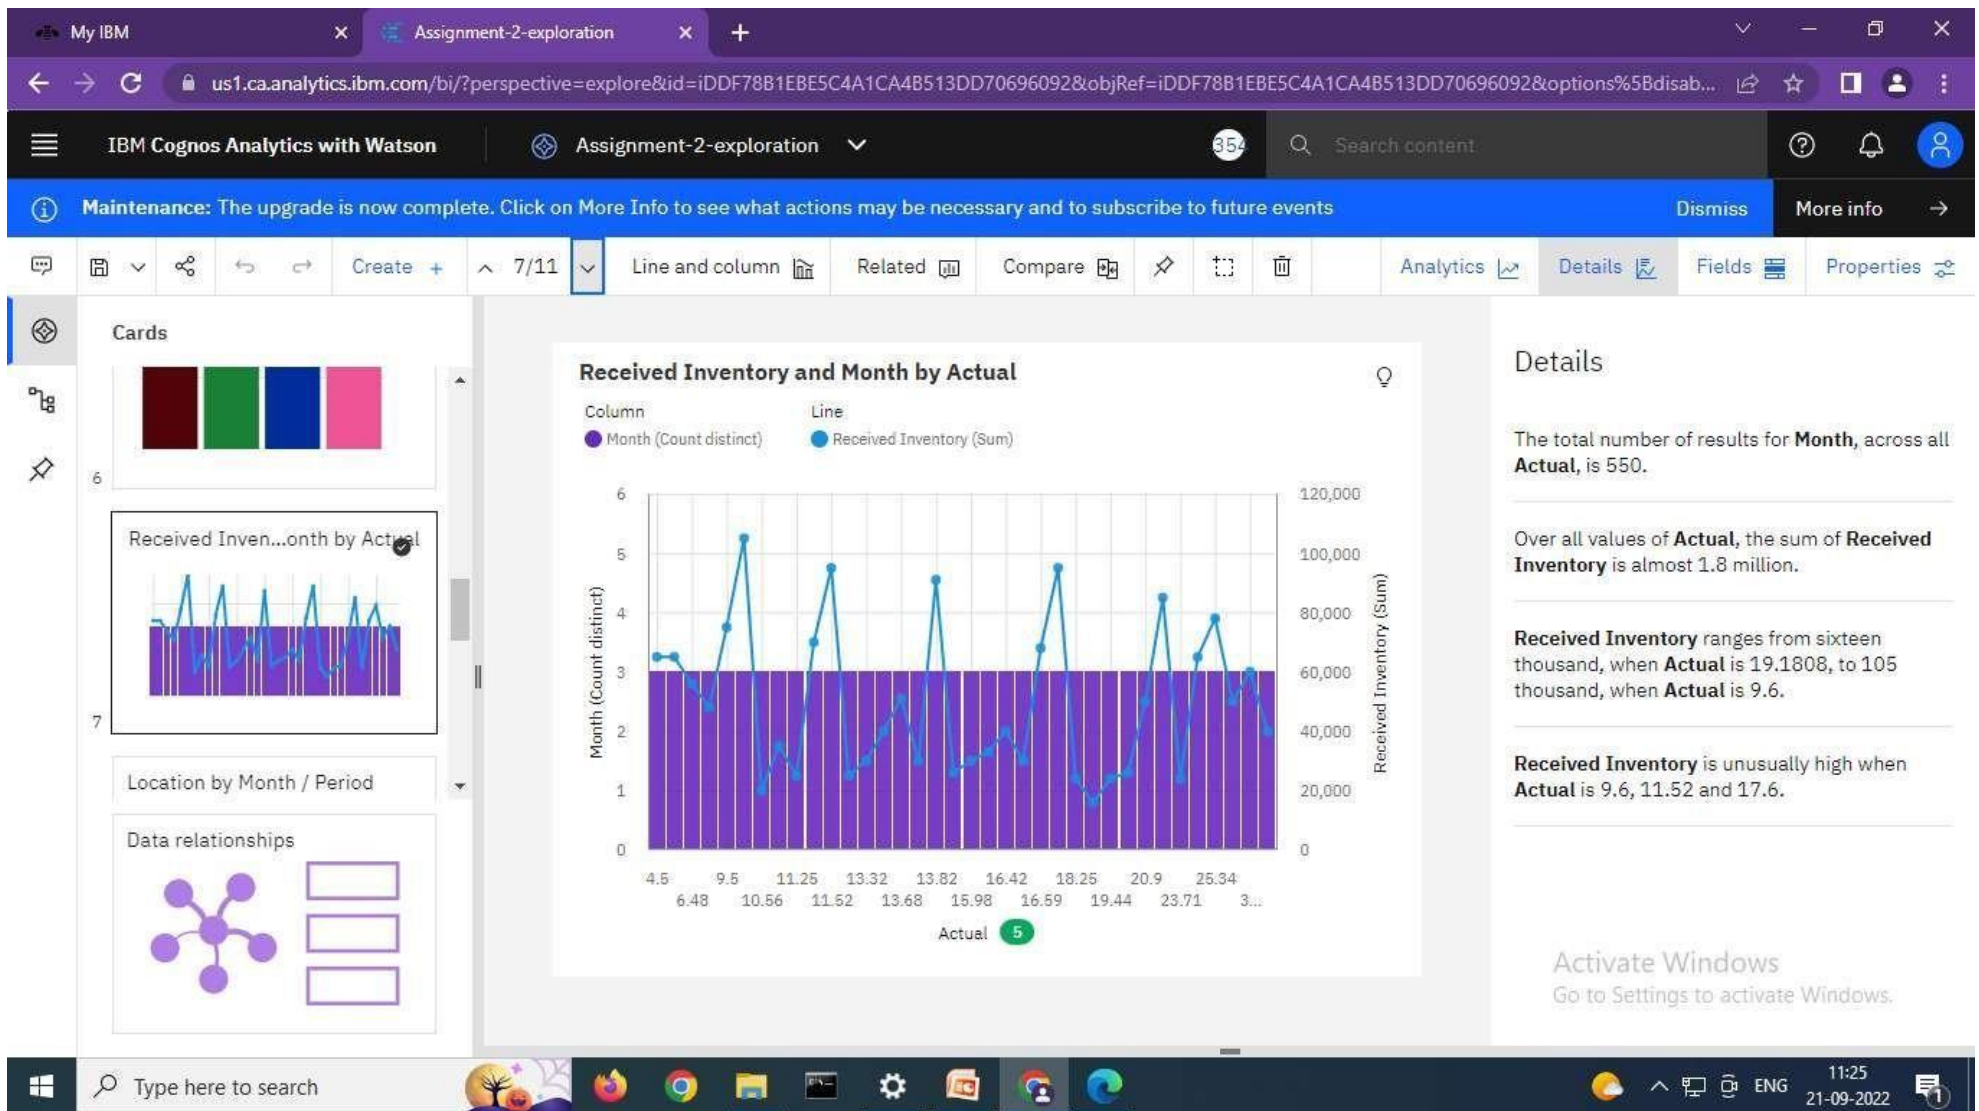 My IBM
Assignment-2-exploration
us1.ca.analytics.ibm.com/bi/?perspective=explore&id=iDDF78B1EBE5C4A1CA4B513DD70696092&objRef=iDDF78B1EBE5C4A1CA4B513DD70696092&options%5Bdisab...
IBM Cognos Analytics with Watson
Assignment-2-exploration
354
Search content
Maintenance: The upgrade is now complete. Click on More Info to see what actions may be necessary and to subscribe to future events
Dismiss
More info
Create +
7/11
Line and column
Related
Compare
Analytics
Details
Fields
Properties
Cards
6
Received Inven...onth by Actual
7
Location by Month / Period
Data relationships
Received Inventory and Month by Actual
Column
Line
Month (Count distinct)
Received Inventory (Sum)
Month (Count distinct)
6
5
4
3
2
1
0
120,000
100,000
80,000
60,000
40,000
20,000
0
Received Inventory (Sum)
4.5 9.5 11.25 13.32 13.82 16.42 18.25 20.9 25.34
6.48 10.56 11.52 13.68 15.98 16.59 19.44 23.71 3...
Actual 5
Details
The total number of results for Month, across all
Actual, is 550.
Over all values of Actual, the sum of Received
Inventory is almost 1.8 million.
Received Inventory ranges from sixteen
thousand, when Actual is 19.1808, to 105
thousand, when Actual is 9.6.
Received Inventory is unusually high when
Actual is 9.6, 11.52 and 17.6.
Activate Windows
Go to Settings to activate Windows.
Type here to search
ENG
11:25
21-09-2022
1